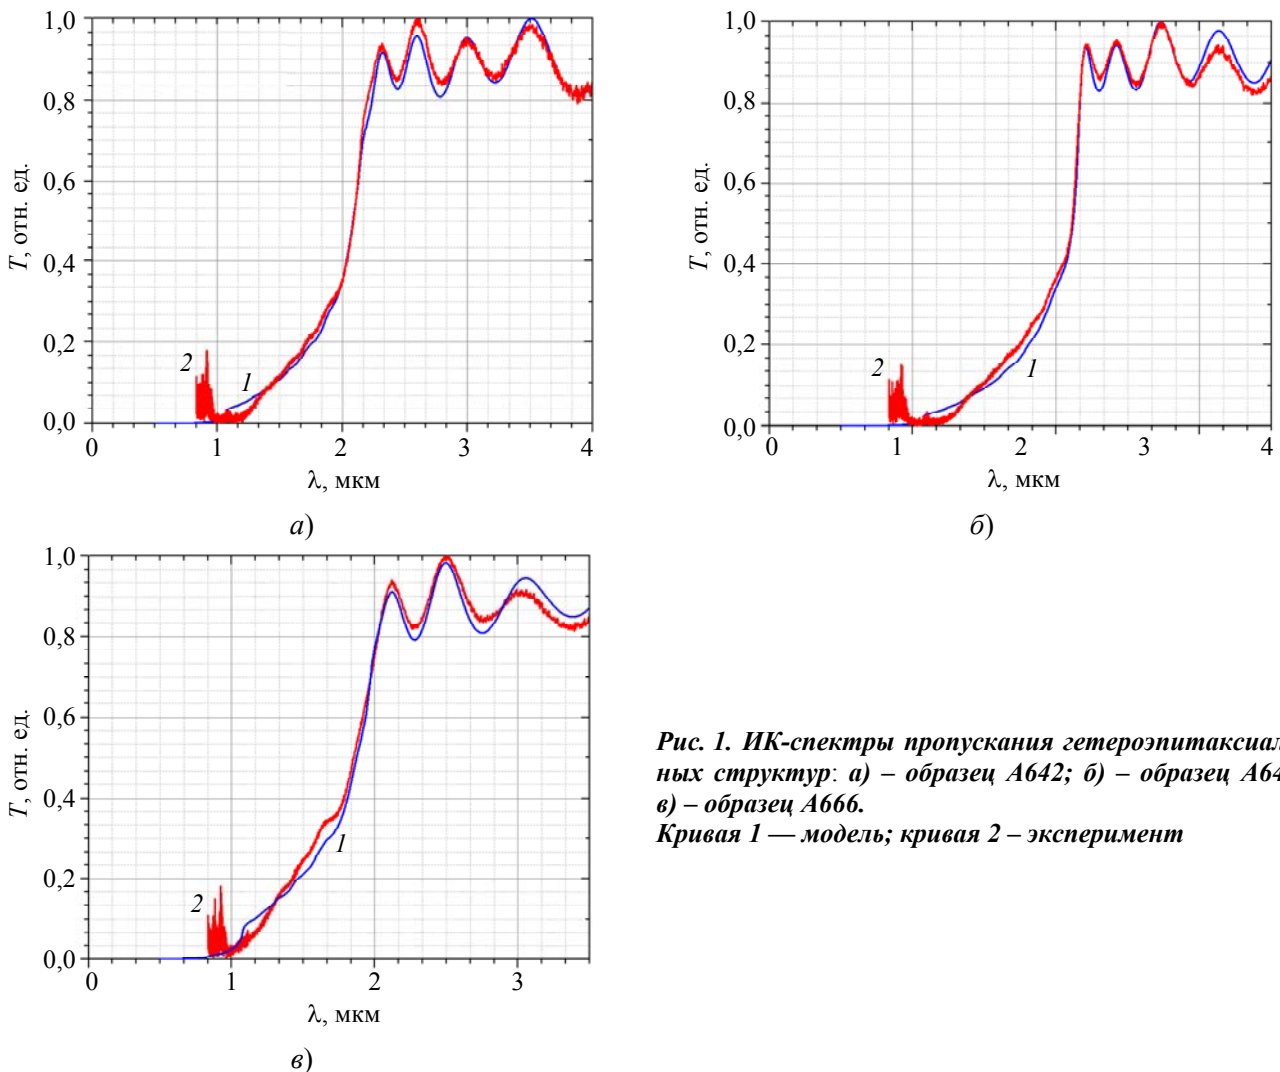 1,0
0,8
0,6
0,4
0,2
0,0
T, отн. ед.
2
1
0 1 2 3 4
λ, мкм
а)
1,0
0,8
0,6
0,4
0,2
0,0
T, отн. ед.
2
1
0 1 2 3 4
λ, мкм
б)
1,0
0,8
0,6
0,4
0,2
0,0
T, отн. ед.
2
1
0 1 2 3
λ, мкм
в)
Рис. 1. ИК-спектры пропускания гетероэпитаксиал
ных структур: а) – образец А642; б) – образец А64
в) – образец А666.
Кривая 1 — модель; кривая 2 – эксперимент